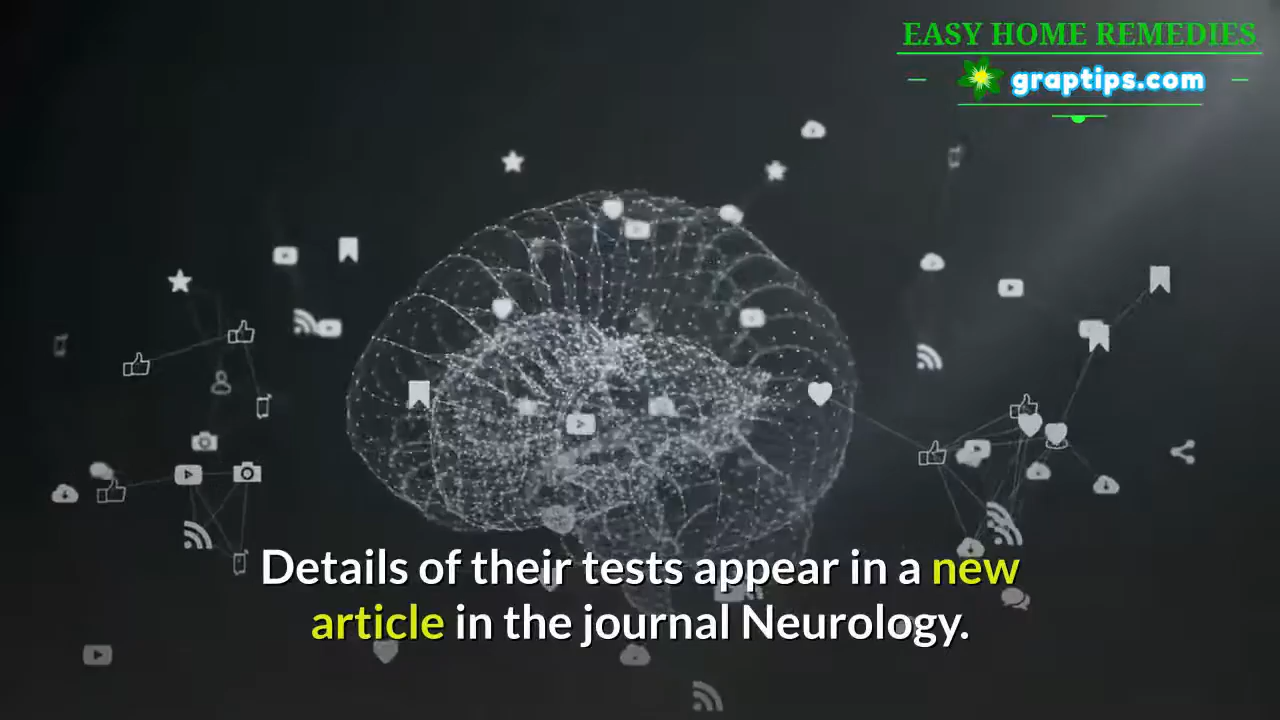 EASY HOME REMEDIES
graptips.com
Details of their tests appear in a new
article in the journal Neurology.